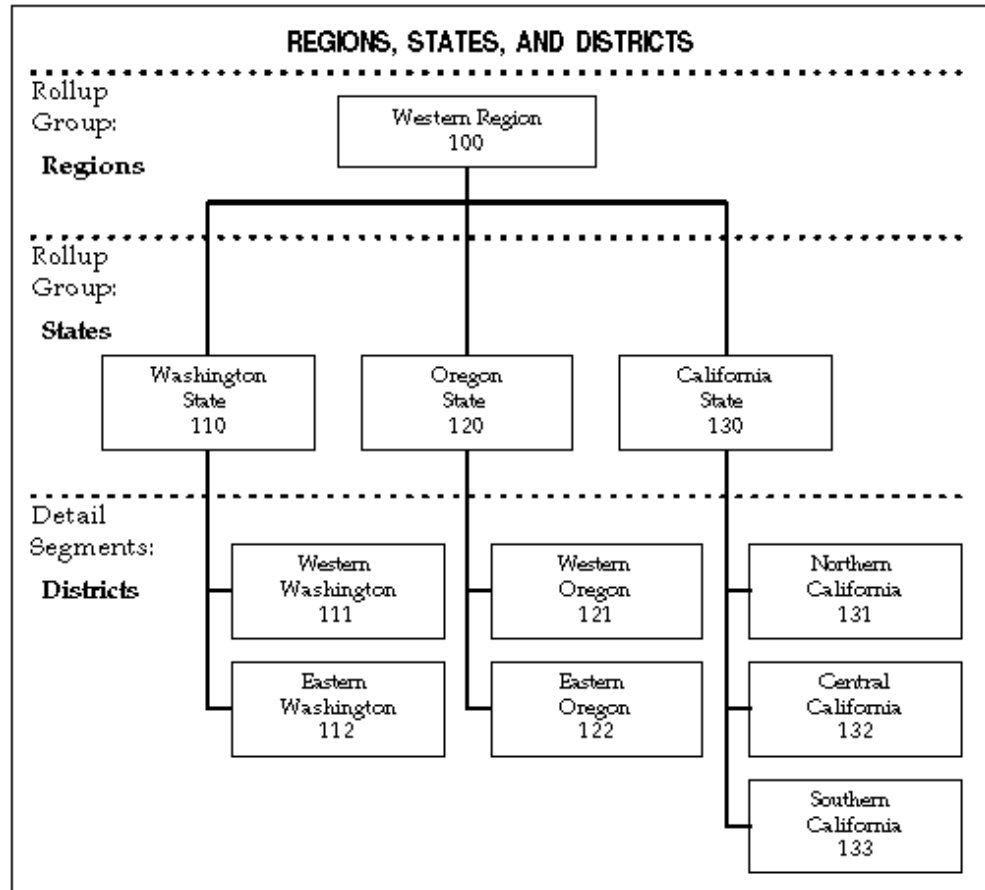 REGIONS, STATES, AND DISTRICTS
Rollup
Group:
Regions
Western Region
100
Rollup
Group:
States
Washington
State
110
Oregon
State
120
California
State
130
Detail
Segments:
Districts
Western
Washington
111
Western
Oregon
121
Northern
California
131
Eastern
Washington
112
Eastern
Oregon
122
Central
California
132
Southern
California
133